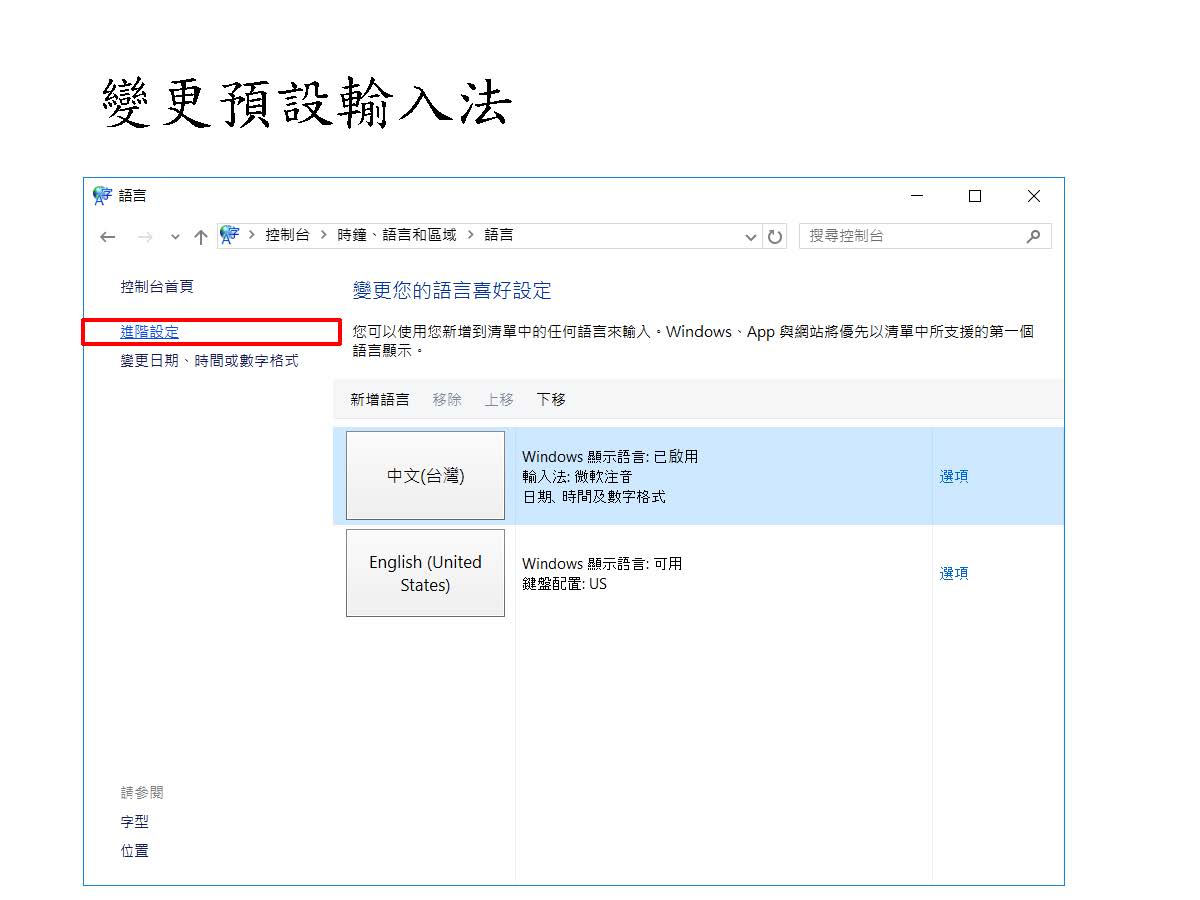 變更預設輸入法
語言
控制台 > 時鐘、語言和區域 > 語言
搜尋控制台
控制台首頁
進階設定
變更日期、時間或數字格式
變更您的語言喜好設定
您可以使用您新增到清單中的任何語言來輸入。Windows、App 與網站將優先以清單中所支援的第一個
語言顯示。
新增語言 移除 上移 下移
中文(台灣)
Windows 顯示語言: 已啟用
輸入法: 微軟注音
日期、時間及數字格式
選項
English (United
States)
Windows 顯示語言: 可用
鍵盤配置: US
選項
請參閱
字型
位置